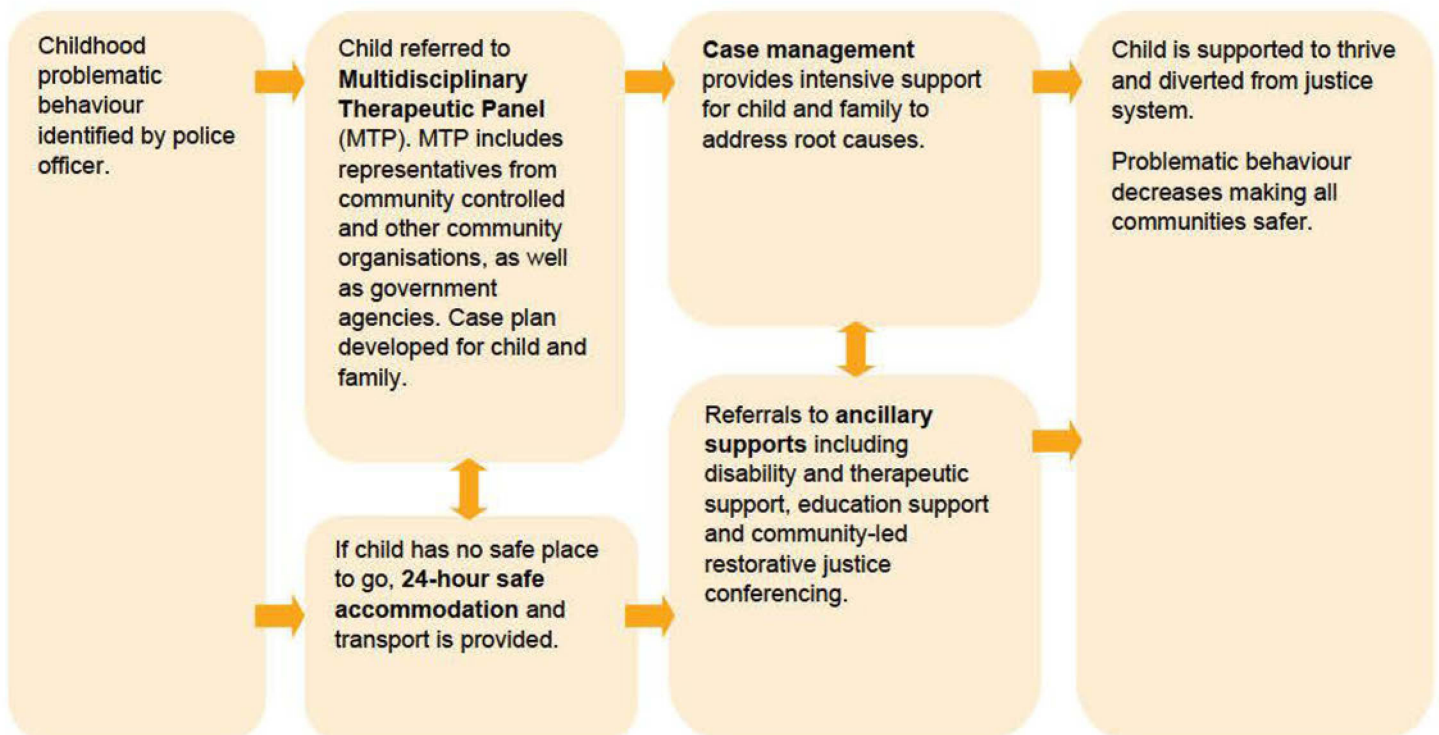 Childhood
problematic
behaviour
identified by police
officer.
Child referred to
Multidisciplinary
Therapeutic Panel
(MTP). MTP includes
representatives from
community controlled
and other community
organisations, as well
as government
agencies. Case plan
developed for child and
family.
If child has no safe place
to go, 24-hour safe
accommodation and
transport is provided.
Case management
provides intensive support
for child and family to
address root causes.
Referrals to ancillary
supports including
disability and therapeutic
support, education support
and community-led
restorative justice
conferencing.
Child is supported to thrive
and diverted from justice
system.
Problematic behaviour
decreases making all
communities safer.